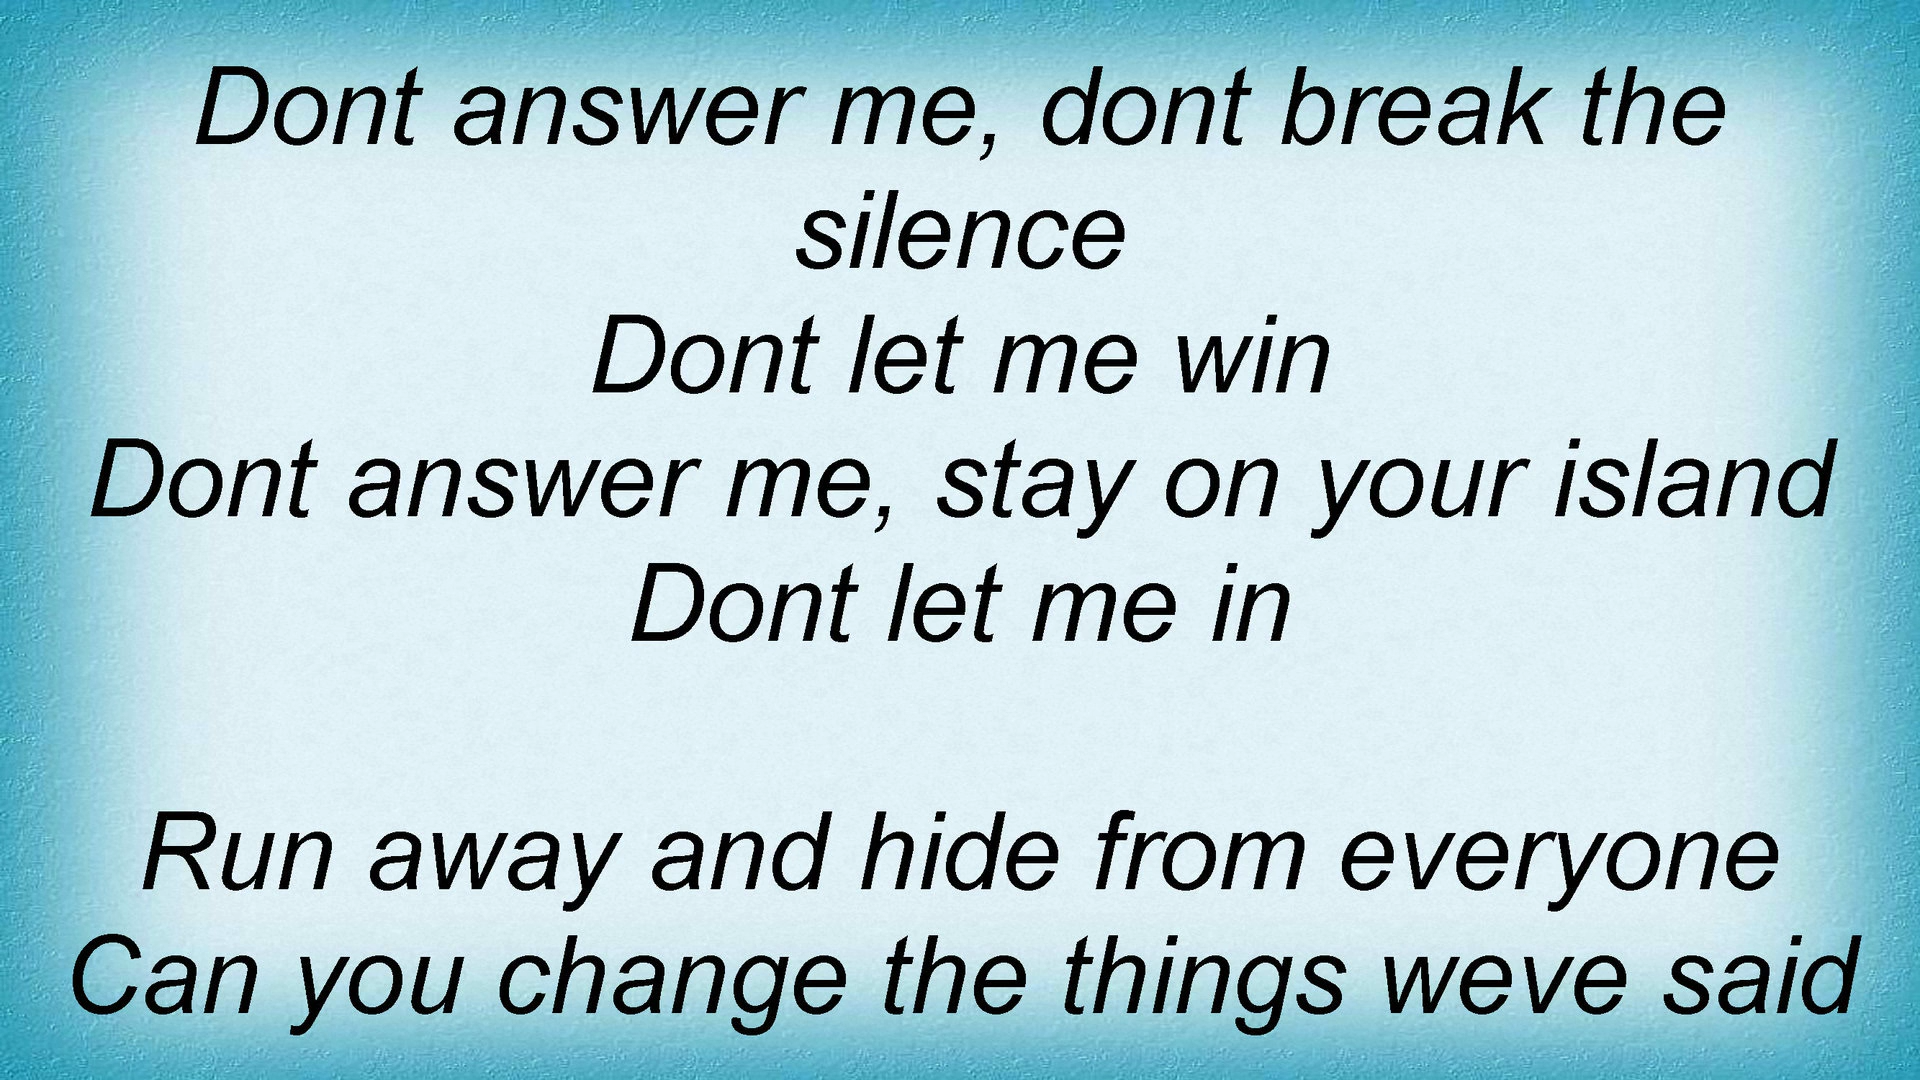 Dont answer me, dont break the
silence
Dont let me win
Dont answer me, stay on your island
Dont let me in
Run away and hide from everyone
Can you change the things weve said